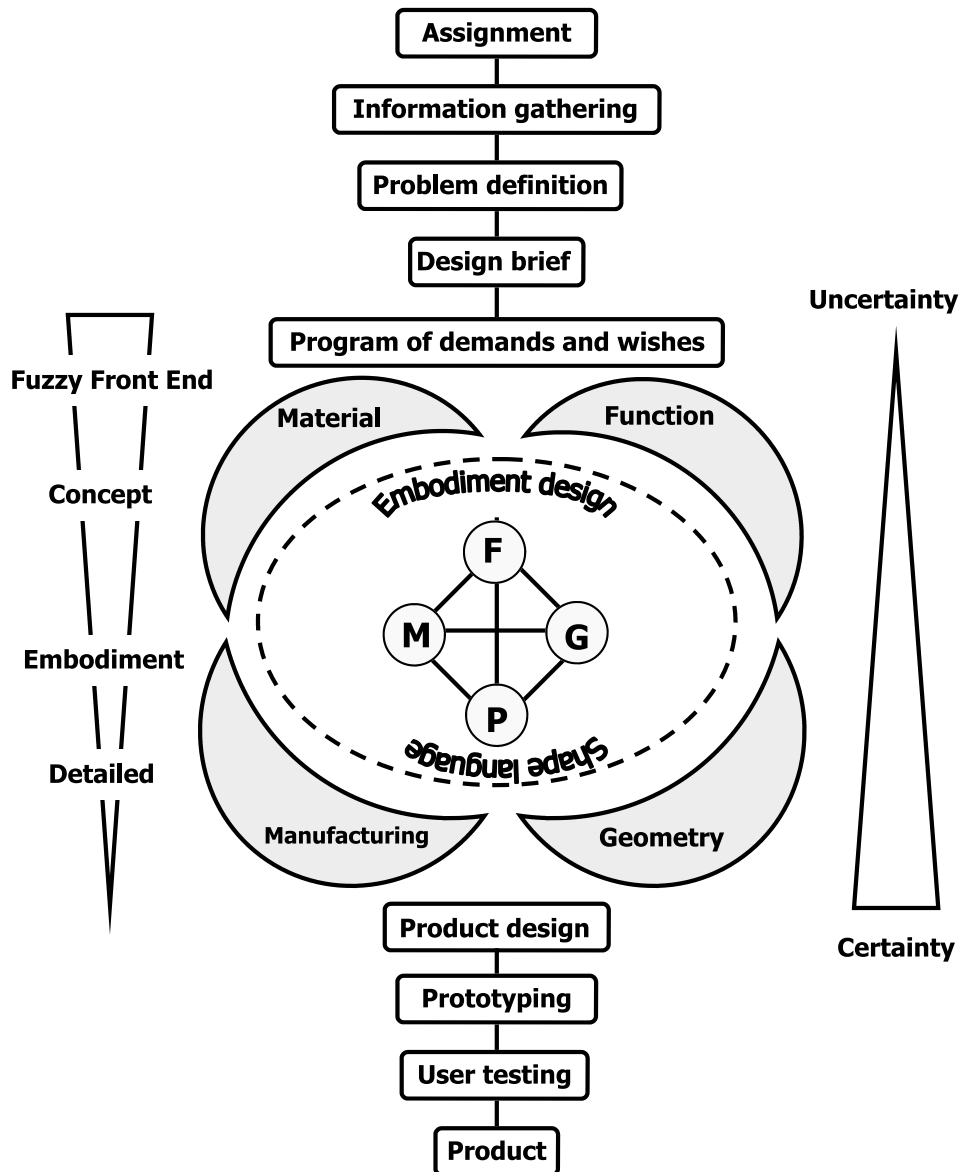 Assignment
Information gathering
Problem definition
Design brief
Program of demands and wishes
Uncertainty
Fuzzy Front End
Concept
Embodiment
Detailed
Material
Function
Embodiment design
F
M
G
P
Shape language
Manufacturing
Geometry
Certainty
Product design
Prototyping
User testing
Product